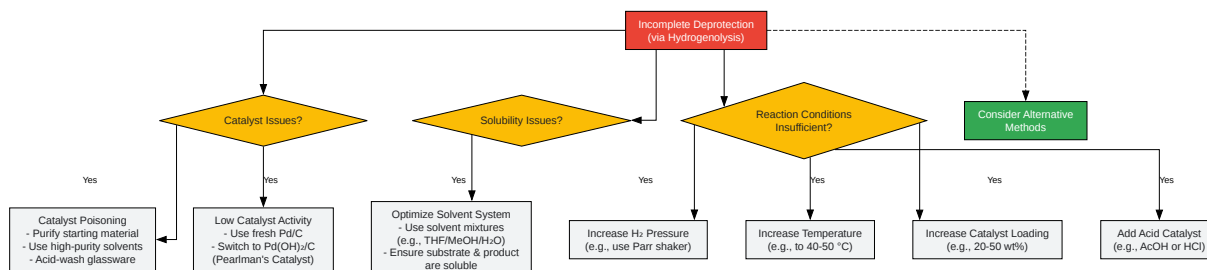 Incomplete Deprotection
(via Hydrogenolysis)
Catalyst Issues?
Solubility Issues?
Reaction Conditions
Insufficient?
Consider Alternative
Methods
Yes
Yes
Yes
Yes
Yes
Yes
Yes
Catalyst Poisoning
- Purify starting material
- Use high-purity solvents
- Acid-wash glassware
Low Catalyst Activity
- Use fresh Pd/C
- Switch to Pd(OH)₂/C
(Pearlman's Catalyst)
Optimize Solvent System
- Use solvent mixtures
(e.g., THF/MeOH/H₂O)
- Ensure substrate & product
are soluble
Increase H₂ Pressure
(e.g., use Parr shaker)
Increase Temperature
(e.g., to 40-50 °C)
Increase Catalyst Loading
(e.g., 20-50 wt%)
Add Acid Catalyst
(e.g., AcOH or HCl)